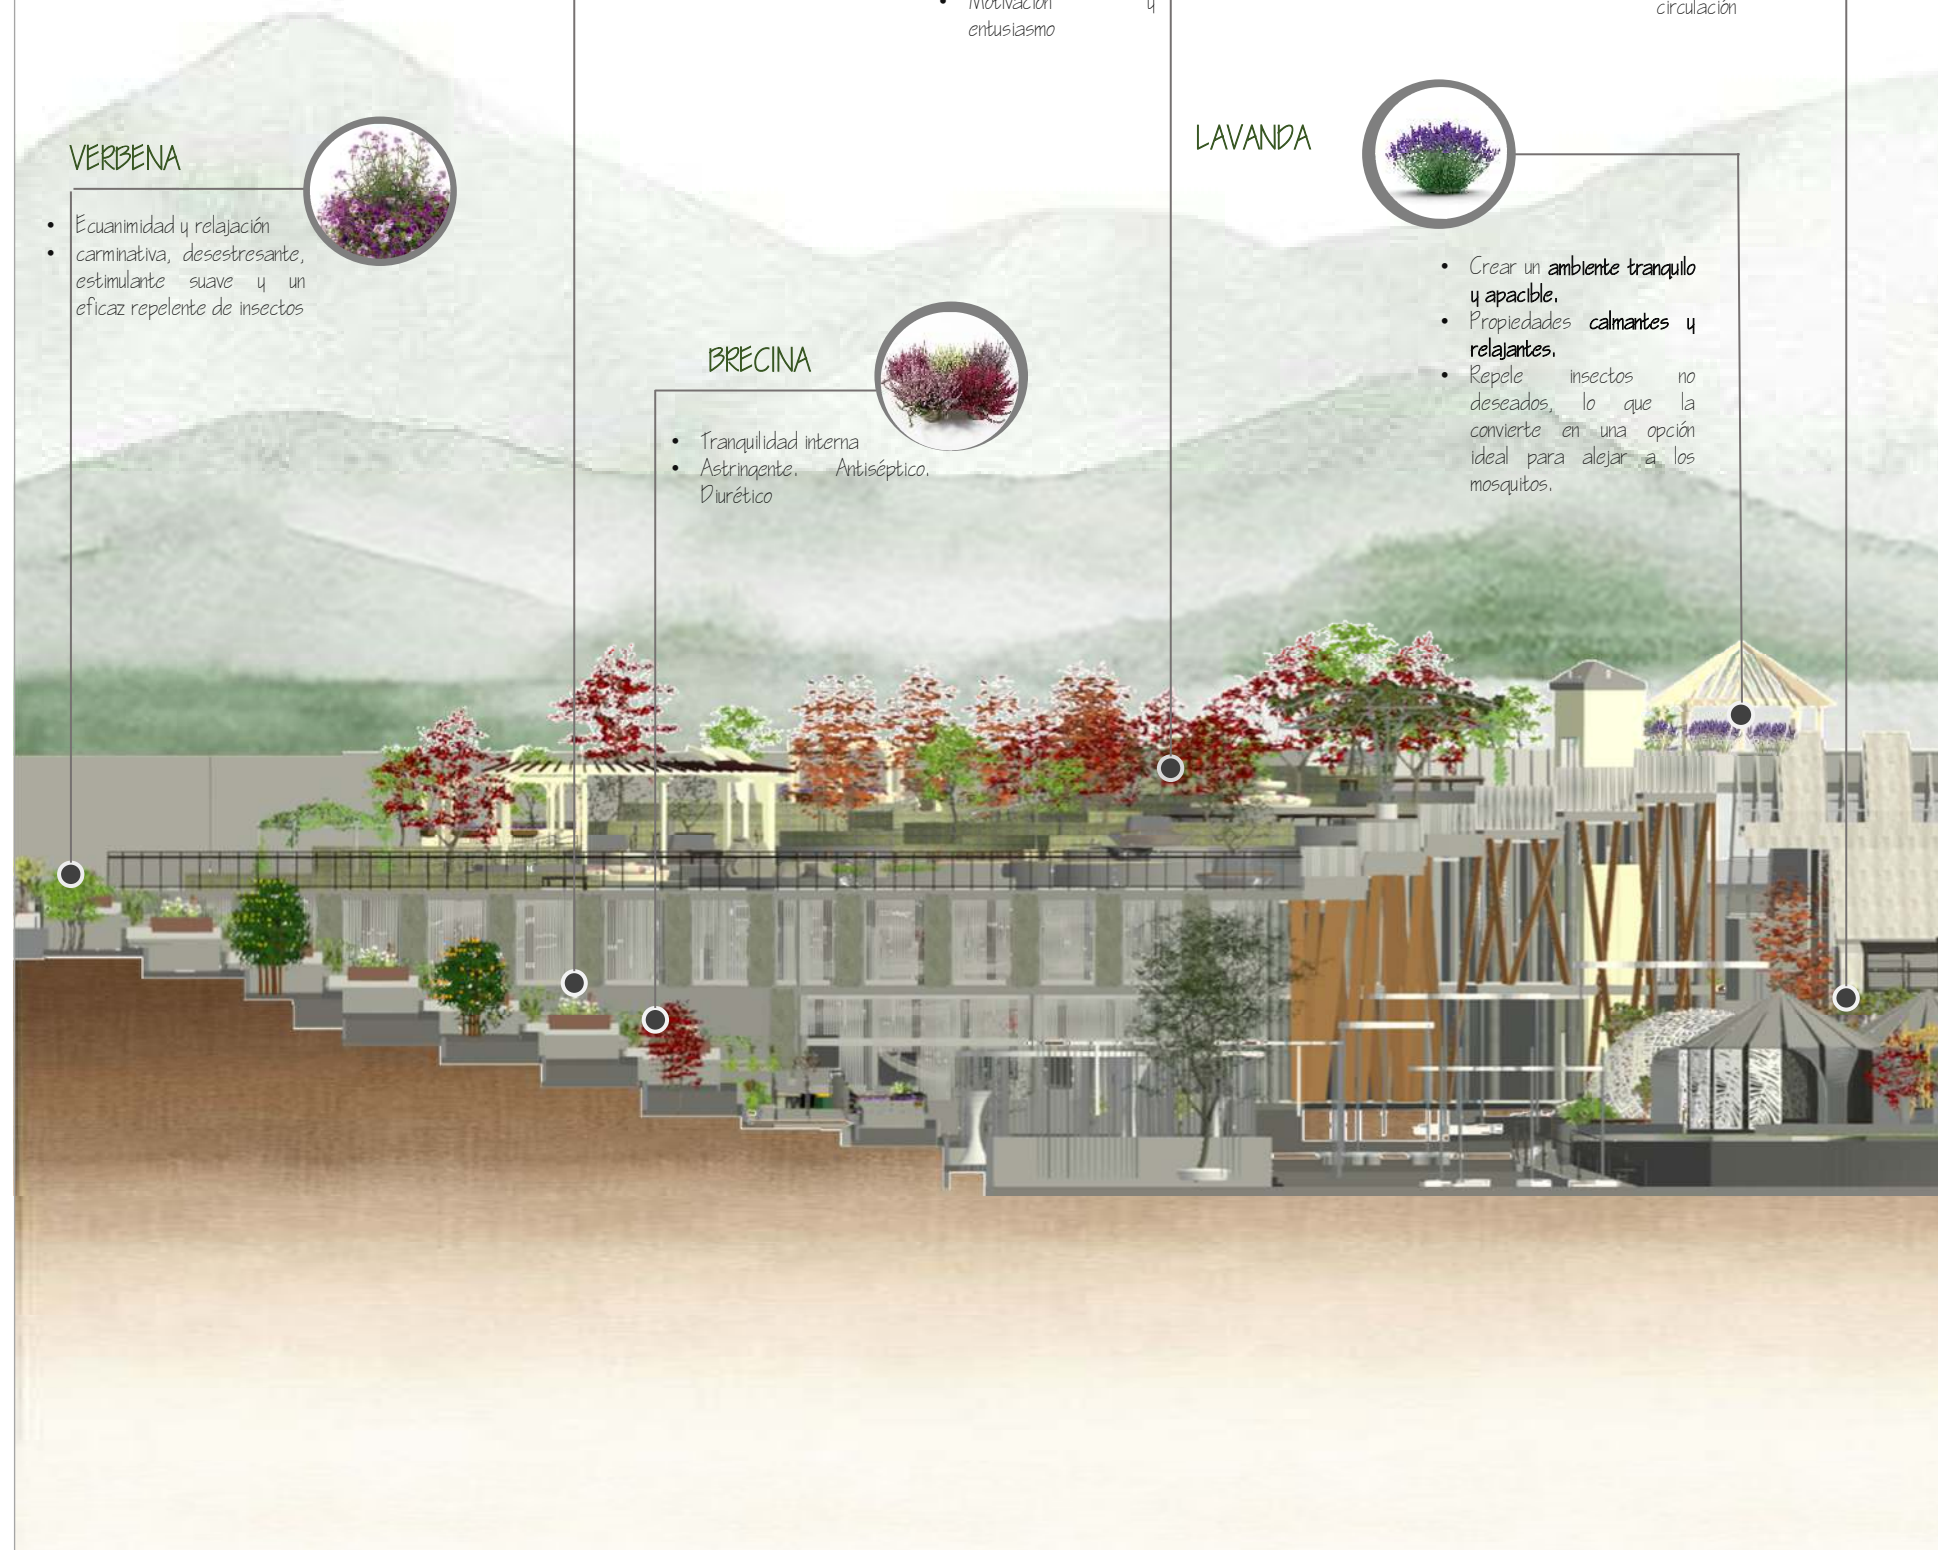 Motivación y
entusiasmo
circulación
VERBENA
• Ecuanimidad y relajación
• carminativa, desestresante,
estimulante suave y un
eficaz repelente de insectos
BRECINA
• Tranquilidad interna
• Astringente. Antiséptico.
Diurético
LAVANDA
• Crear un ambiente tranquilo
y apacible.
• Propiedades calmantes y
relajantes.
• Repele insectos no
deseados, lo que la
convierte en una opción
ideal para alejar a los
mosquitos.